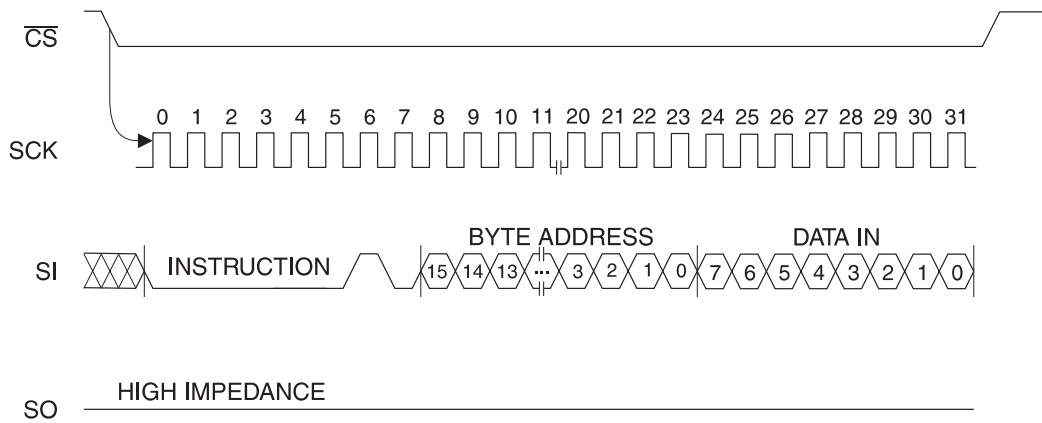 CS
0 1 2 3 4 5 6 7 8 9 10 11 20 21 22 23 24 25 26 27 28 29 30 31
SCK
BYTE ADDRESS DATA IN
SI INSTRUCTION 15 14 13 ... 3 2 1 0 7 6 5 4 3 2 1 0
HIGH IMPEDANCE
SO